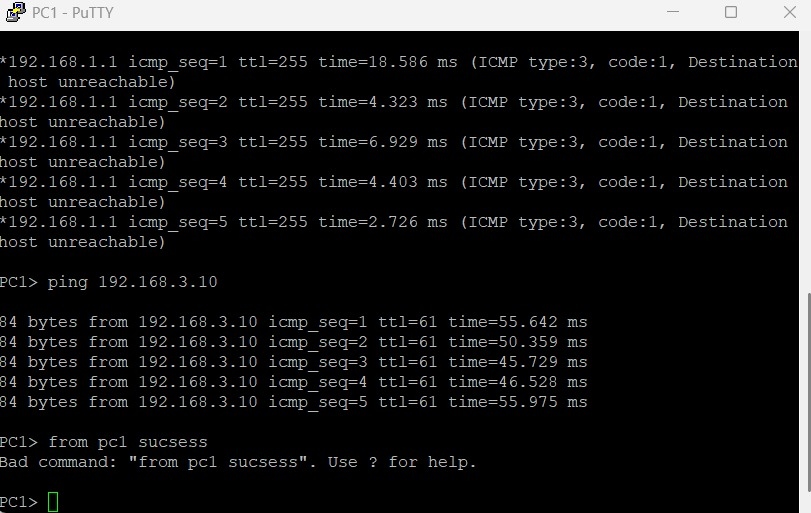 PC1 - PuTTY
*192.168.1.1 icmp_seq=1 ttl=255 time=18.586 ms (ICMP type:3, code:1, Destination
host unreachable)
*192.168.1.1 icmp_seq=2 ttl=255 time=4.323 ms (ICMP type:3, code:1, Destination
host unreachable)
*192.168.1.1 icmp_seq=3 ttl=255 time=6.929 ms (ICMP type:3, code:1, Destination
host unreachable)
*192.168.1.1 icmp_seq=4 ttl=255 time=4.403 ms (ICMP type:3, code:1, Destination
host unreachable)
*192.168.1.1 icmp_seq=5 ttl=255 time=2.726 ms (ICMP type:3, code:1, Destination
host unreachable)
PC1> ping 192.168.3.10
84 bytes from 192.168.3.10 icmp_seq=1 ttl=61 time=55.642 ms
84 bytes from 192.168.3.10 icmp_seq=2 ttl=61 time=50.359 ms
84 bytes from 192.168.3.10 icmp_seq=3 ttl=61 time=45.729 ms
84 bytes from 192.168.3.10 icmp_seq=4 ttl=61 time=46.528 ms
84 bytes from 192.168.3.10 icmp_seq=5 ttl=61 time=55.975 ms
PC1> from pc1 sucsess
Bad command: "from pc1 sucsess". Use ? for help.
PC1>